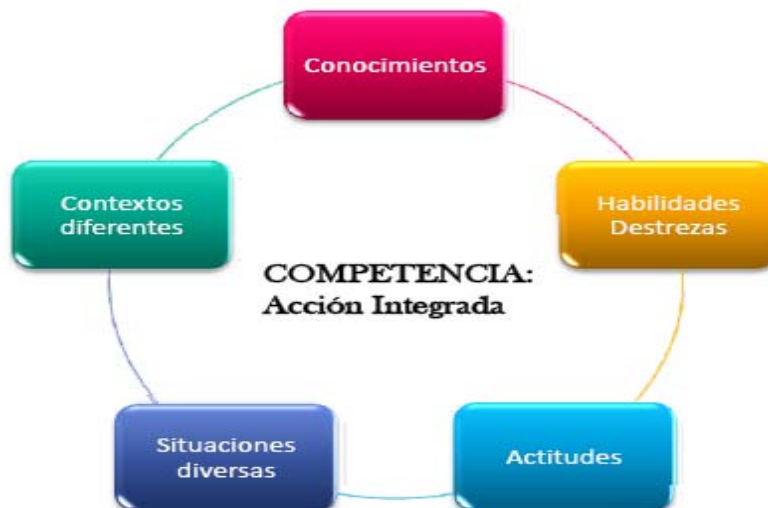 Conocimientos
Habilidades
Destrezas
Actitudes
Situaciones
diversas
Contextos
diferentes
COMPETENCIA:
Acción Integrada